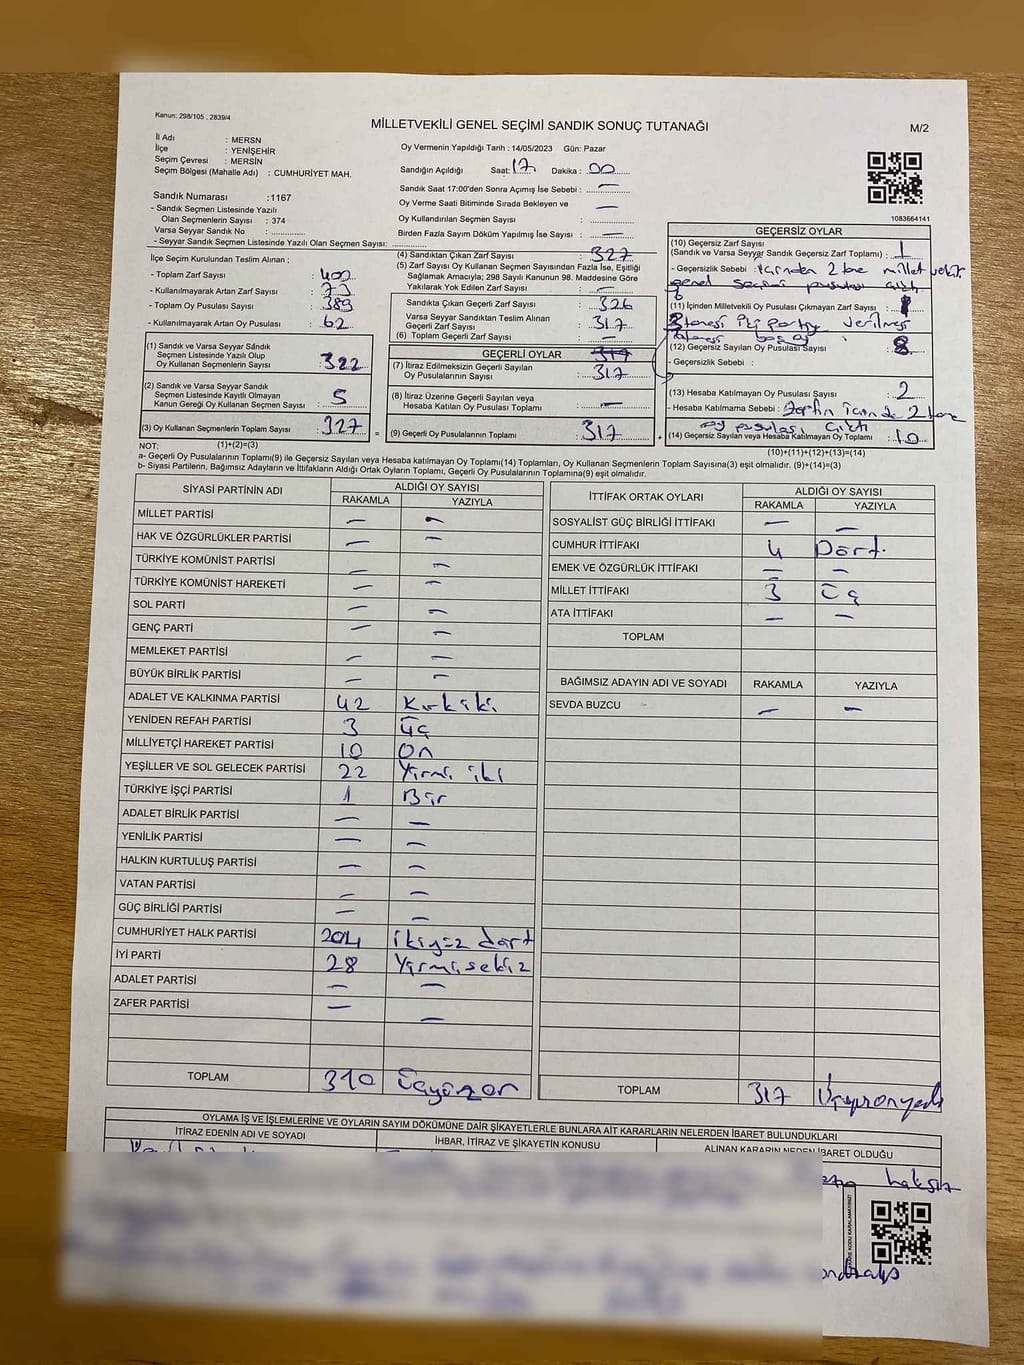 Kanun; 298/105 , 2839/4
MİLLETVEKİLİ GENEL SEÇİMİ SANDIK SONUÇ TUTANAĞI
M/2
İl Adı : MERSN
İlçe : YENİŞEHİR
Seçim Çevresi : MERSİN
Seçim Bölgesi (Mahalle Adı) : CUMHURİYET MAH.
Sandık Numarası :1167
- Sandık Seçmen Listesinde Yazılı
Olan Seçmenlerin Sayısı : 374
Varsa Seyyar Sandık No :
- Seyyar Sandık Seçmen Listesinde Yazılı Olan Seçmen Sayısı:
Oy Vermenin Yapıldığı Tarih : 14/05/2023 Gün: Pazar
Sandığın Açıldığı Saat: 17 Dakika : 00
Sandık Saat 17:00'den Sonra Açımış İse Sebebi : —
Oy Verme Saati Bitiminde Sırada Bekleyen ve
Oy Kullandırılan Seçmen Sayısı : —
Birden Fazla Sayım Döküm Yapılmış İse Sayısı : —
1083664141
İlçe Seçim Kurulundan Teslim Alınan ;
- Toplam Zarf Sayısı : 400
- Kullanılmayarak Artan Zarf Sayısı : 73
- Toplam Oy Pusulası Sayısı : 389
- Kullanılmayarak Artan Oy Pusulası : 62
(1) Sandık ve Varsa Seyyar Sandık
Seçmen Listesinde Yazılı Olup
Oy Kullanan Seçmenlerin Sayısı : 322
(2) Sandık ve Varsa Seyyar Sandık
Seçmen Listesinde Kayıtlı Olmayan
Kanun Gereği Oy Kullanan Seçmen Sayısı : 5
(3) Oy Kullanan Seçmenlerin Toplam Sayısı : 327
(4) Sandıktan Çıkan Zarf Sayısı : 327
(5) Zarf Sayısı Oy Kullanan Seçmen Sayısından Fazla İse, Eşitliği
Sağlamak Amacıyla; 298 Sayılı Kanunun 98. Maddesine Göre
Yakılarak Yok Edilen Zarf Sayısı : —
Sandıkta Çıkan Geçerli Zarf Sayısı : 326
Varsa Seyyar Sandıktan Teslim Alınan
Geçerli Zarf Sayısı : 317
(6) Toplam Geçerli Zarf Sayısı :
GEÇERLİ OYLAR
(7) İtiraz Edilmeksizin Geçerli Sayılan
Oy Pusulalarının Sayısı : 317
(8) İtiraz Üzerine Geçerli Sayılan veya
Hesaba Katılan Oy Pusulası Toplamı : —
= (9) Geçerli Oy Pusulalarının Toplamı : 317
GEÇERSİZ OYLAR
(10) Geçersiz Zarf Sayısı
(Sandık ve Varsa Seyyar Sandık Geçersiz Zarf Toplamı) : 1
- Geçersizlik Sebebi : İçinden 2 tane millet vekili
genel seçimi pusulası çıktı
(11) İçinden Milletvekili Oy Pusulası Çıkmayan Zarf Sayısı :
iki partiye verilmesi
(12) Geçersiz Sayılan Oy Pusulası Sayısı :
- Geçersizlik Sebebi :
(13) Hesaba Katılmayan Oy Pusulası Sayısı : 2
- Hesaba Katılmama Sebebi : Zarfın içinde 2 tane
oy pusulası çıktı
+ (14) Geçersiz Sayılan veya Hesaba Katılmayan Oy Toplamı : 10
(10)+(11)+(12)+(13)=(14)
NOT: (1)+(2)=(3)
a- Geçerli Oy Pusulalarının Toplamı(9) ile Geçersiz Sayılan veya Hesaba katılmayan Oy Toplamı(14) Toplamları, Oy Kullanan Seçmenlerin Toplam Sayısına(3) eşit olmalıdır. (9)+(14)=(3)
b- Siyasi Partilerin, Bağımsız Adayların ve İttifakların Aldığı Ortak Oyların Toplamı, Geçerli Oy Pusulalarının Toplamına(9) eşit olmalıdır.
SİYASİ PARTİNİN ADI
ALDIĞI OY SAYISI
RAKAMLA YAZIYLA
MİLLET PARTİSİ — —
HAK VE ÖZGÜRLÜKLER PARTİSİ — —
TÜRKİYE KOMÜNİST PARTİSİ — —
TÜRKİYE KOMÜNİST HAREKETİ — —
SOL PARTİ — —
GENÇ PARTİ — —
MEMLEKET PARTİSİ — —
BÜYÜK BİRLİK PARTİSİ — —
ADALET VE KALKINMA PARTİSİ 42 Kırkiki
YENİDEN REFAH PARTİSİ 3 Üç
MİLLİYETÇİ HAREKET PARTİSİ 10 On
YEŞİLLER VE SOL GELECEK PARTİSİ 22 Yirmi iki
TÜRKİYE İŞÇİ PARTİSİ 1 Bir
ADALET BİRLİK PARTİSİ — —
YENİLİK PARTİSİ — —
HALKIN KURTULUŞ PARTİSİ — —
VATAN PARTİSİ — —
GÜÇ BİRLİĞİ PARTİSİ — —
CUMHURİYET HALK PARTİSİ 204 ikiyüz dört
İYİ PARTİ 28 Yirmisekiz
ADALET PARTİSİ — —
ZAFER PARTİSİ — —
TOPLAM 310 Üçyüzon
İTTİFAK ORTAK OYLARI
ALDIĞI OY SAYISI
RAKAMLA YAZIYLA
SOSYALİST GÜÇ BİRLİĞİ İTTİFAKI — —
CUMHUR İTTİFAKI 4 Dört.
EMEK VE ÖZGÜRLÜK İTTİFAKI — —
MİLLET İTTİFAKI 3 Üç
ATA İTTİFAKI — —
TOPLAM
BAĞIMSIZ ADAYIN ADI VE SOYADI RAKAMLA YAZIYLA
SEVDA BUZCU — —
TOPLAM 317 Üçyüzonyedi
OYLAMA İŞ VE İŞLEMLERİNE VE OYLARIN SAYIM DÖKÜMÜNE DAİR ŞİKAYETLERLE BUNLARA AİT KARARLARIN NELERDEN İBARET BULUNDUKLARI
İTİRAZ EDENİN ADI VE SOYADI
İHBAR, İTİRAZ VE ŞİKAYETİN KONUSU
ALINAN KARARIN NEDEN İBARET OLDUĞU
haksız